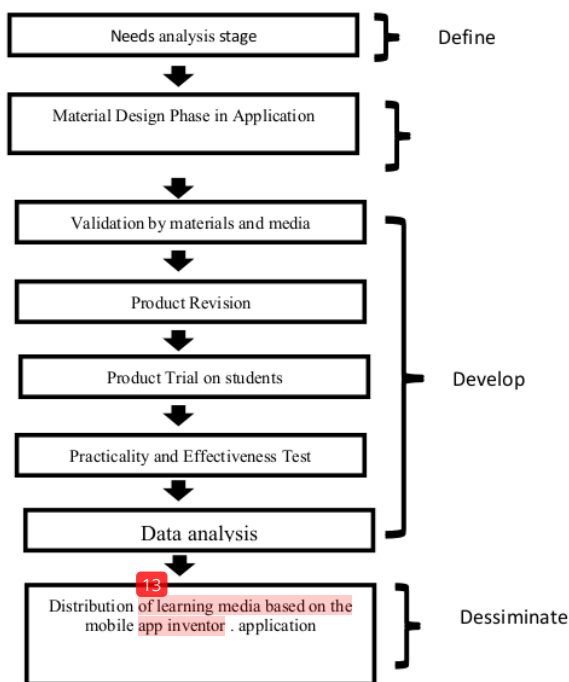 Needs analysis stage
Define
Material Design Phase in Application
Validation by materials and media
Product Revision
Product Trial on students
Develop
Practicality and Effectiveness Test
Data analysis
13
Distribution of learning media based on the
mobile app inventor . application
Dessiminate